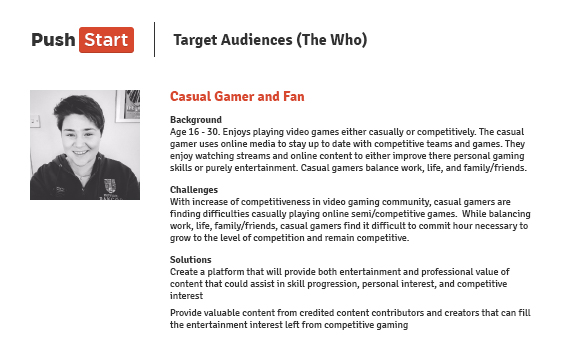 Push Start
Target Audiences (The Who)
Casual Gamer and Fan
Background
Age 16 - 30. Enjoys playing video games either casually or competitively. The casual
gamer uses online media to stay up to date with competitive teams and games. They
enjoy watching streams and online content to either improve there personal gaming
skills or purely entertainment. Casual gamers balance work, life, and family/friends.
Challenges
With increase of competitiveness in video gaming community, casual gamers are
finding difficulties casually playing online semi/competitive games. While balancing
work, life, family/friends, casual gamers find it difficult to commit hour necessary to
grow to the level of competition and remain competitive.
Solutions
Create a platform that will provide both entertainment and professional value of
content that could assist in skill progression, personal interest, and competitive
interest
Provide valuable content from credited content contributors and creators that can fill
the entertainment interest left from competitive gaming